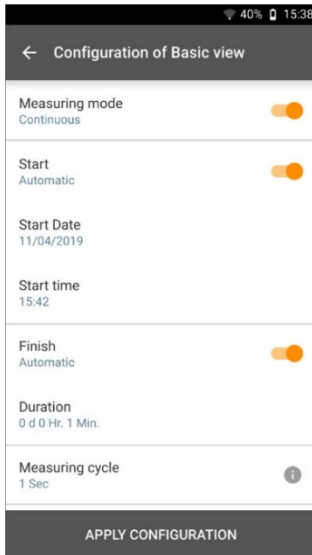 40% 15:38
Configuration of Basic view
Measuring mode
Continuous
Start
Automatic
Start Date
11/04/2019
Start time
15:42
Finish
Automatic
Duration
0 d 0 Hr. 1 Min.
Measuring cycle
1 Sec
APPLY CONFIGURATION